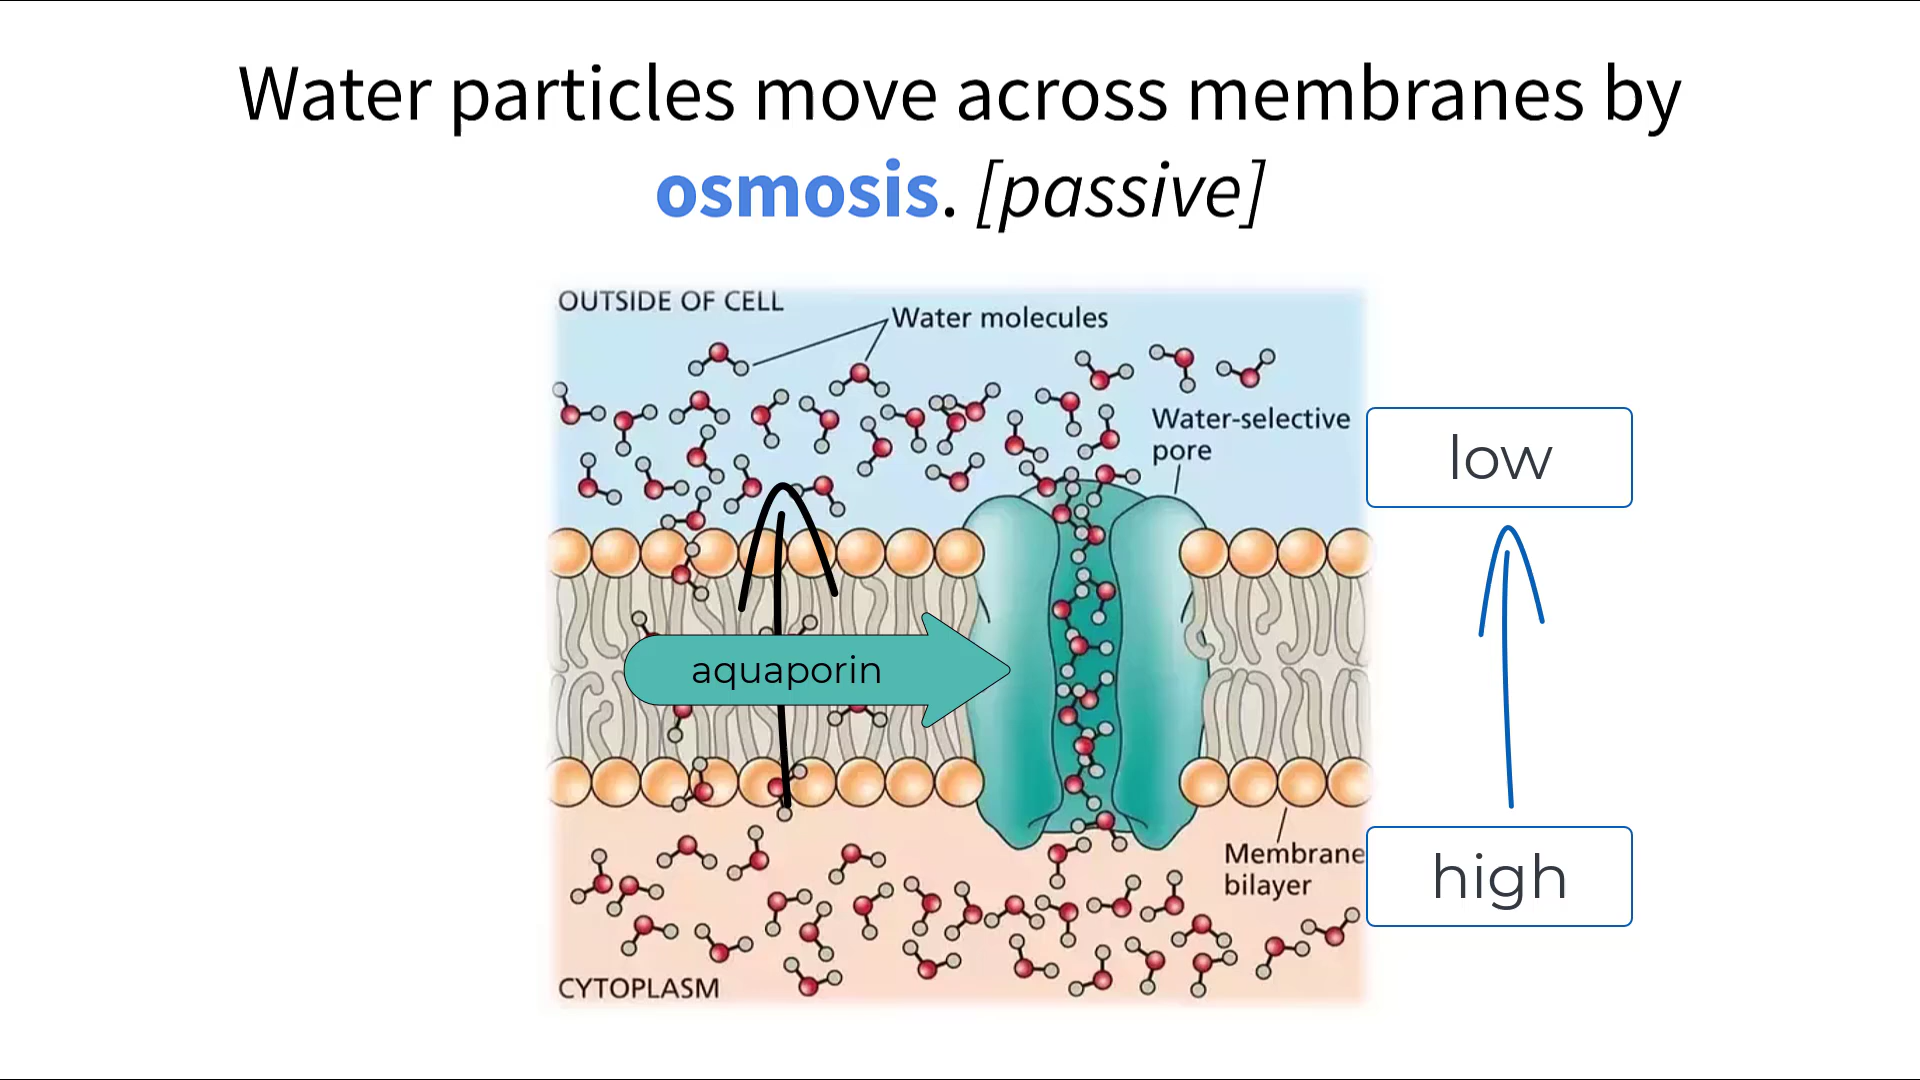 Water particles move across membranes by
osmosis. [passive]
OUTSIDE OF CELL
Water molecules
Water-selective
pore
low
aquaporin
Membrane
bilayer
high
CYTOPLASM